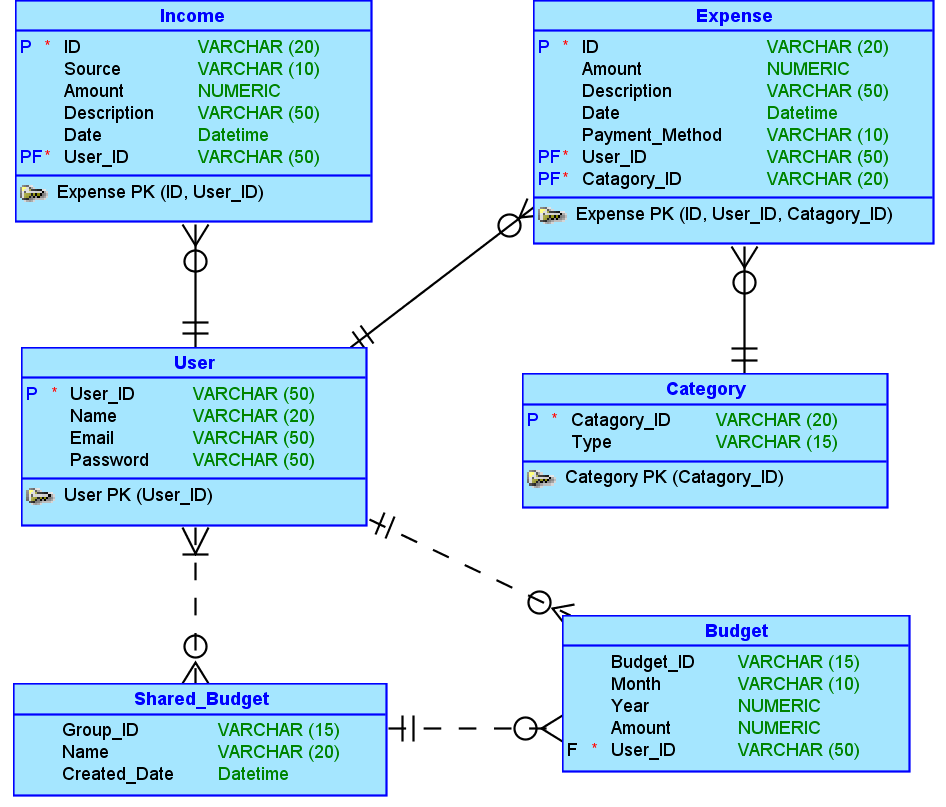 Income
P * ID VARCHAR (20)
Source VARCHAR (10)
Amount NUMERIC
Description VARCHAR (50)
Date Datetime
PF* User_ID VARCHAR (50)
Expense PK (ID, User_ID)
Expense
P * ID VARCHAR (20)
Amount NUMERIC
Description VARCHAR (50)
Date Datetime
Payment_Method VARCHAR (10)
PF* User_ID VARCHAR (50)
PF* Catagory_ID VARCHAR (20)
Expense PK (ID, User_ID, Catagory_ID)
User
P * User_ID VARCHAR (50)
Name VARCHAR (20)
Email VARCHAR (50)
Password VARCHAR (50)
User PK (User_ID)
Category
P * Catagory_ID VARCHAR (20)
Type VARCHAR (15)
Category PK (Catagory_ID)
Shared_Budget
Group_ID VARCHAR (15)
Name VARCHAR (20)
Created_Date Datetime
Budget
Budget_ID VARCHAR (15)
Month VARCHAR (10)
Year NUMERIC
Amount NUMERIC
F * User_ID VARCHAR (50)